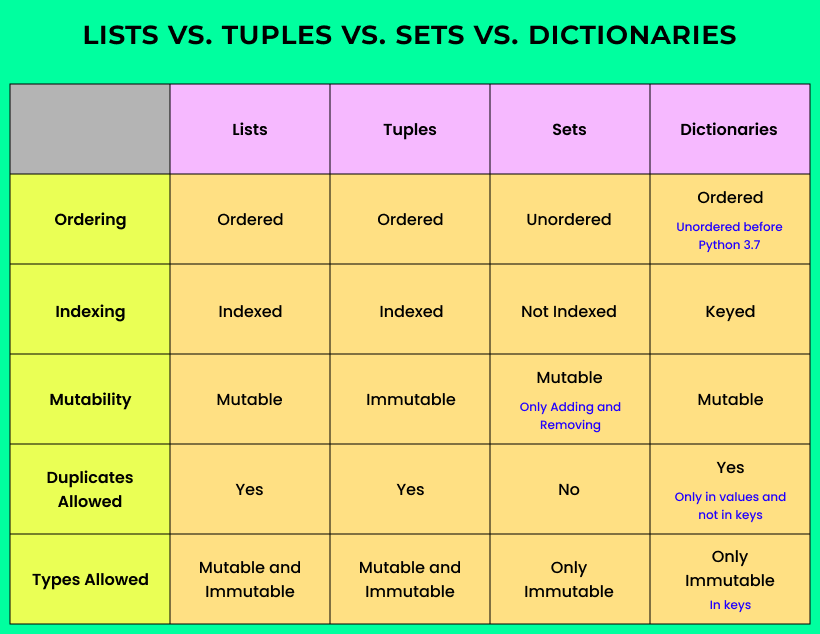 LISTS VS. TUPLES VS. SETS VS. DICTIONARIES
Lists
Tuples
Sets
Dictionaries
Ordering
Ordered
Ordered
Unordered
Ordered
Unordered before
Python 3.7
Indexing
Indexed
Indexed
Not Indexed
Keyed
Mutability
Mutable
Immutable
Mutable
Only Adding and
Removing
Mutable
Duplicates
Allowed
Yes
Yes
No
Yes
Only in values and
not in keys
Types Allowed
Mutable and
Immutable
Mutable and
Immutable
Only
Immutable
Only
Immutable
In keys